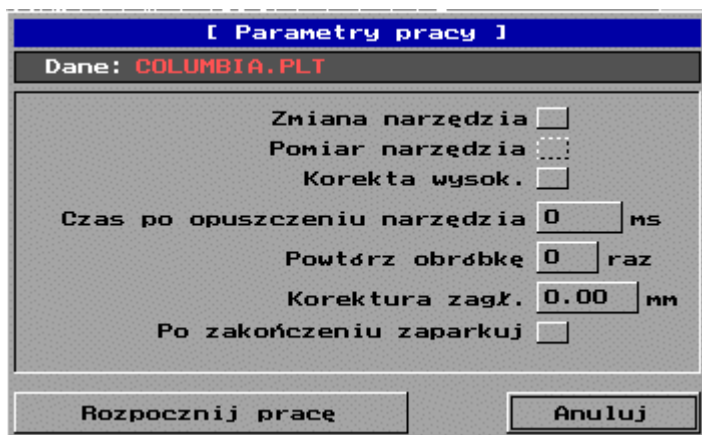 [ Parametry pracy ]
Dane: COLUMBIA.PLT
Zmiana narzędzia
Pomiar narzędzia
Korekta wysok.
Czas po opuszczeniu narzędzia 0 ms
Powtórz obróbkę 0 raz
Korektura zagł. 0.00 mm
Po zakończeniu zaparkuj
Rozpocznij pracę Anuluj